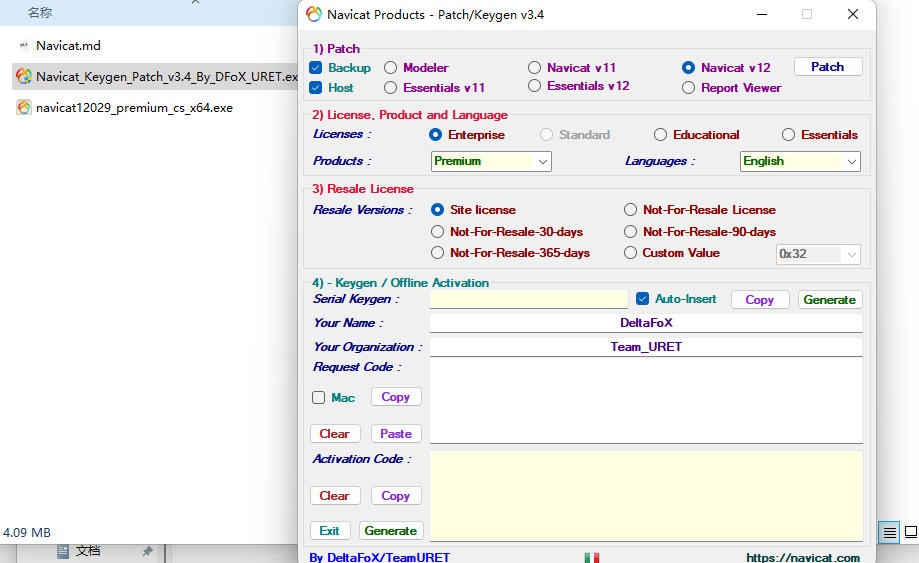 名称
Navicat.md
Navicat_Keygen_Patch_v3.4_By_DFoX_URET.ex
navicat12029_premium_cs_x64.exe
4.09 MB
文档
Navicat Products - Patch/Keygen v3.4
1) Patch
Backup Modeler Navicat v11 Navicat v12 Patch
Host Essentials v11 Essentials v12 Report Viewer
2) License, Product and Language
Licenses : Enterprise Standard Educational Essentials
Products : Premium Languages : English
3) Resale License
Resale Versions : Site license Not-For-Resale License
Not-For-Resale-30-days Not-For-Resale-90-days
Not-For-Resale-365-days Custom Value 0x32
4) - Keygen / Offline Activation
Serial Keygen : Auto-Insert Copy Generate
Your Name : DeltaFoX
Your Organization : Team_URET
Request Code :
Mac Copy
Clear Paste
Activation Code :
Clear Copy
Exit Generate
By DeltaFoX/TeamURET https://navicat.com